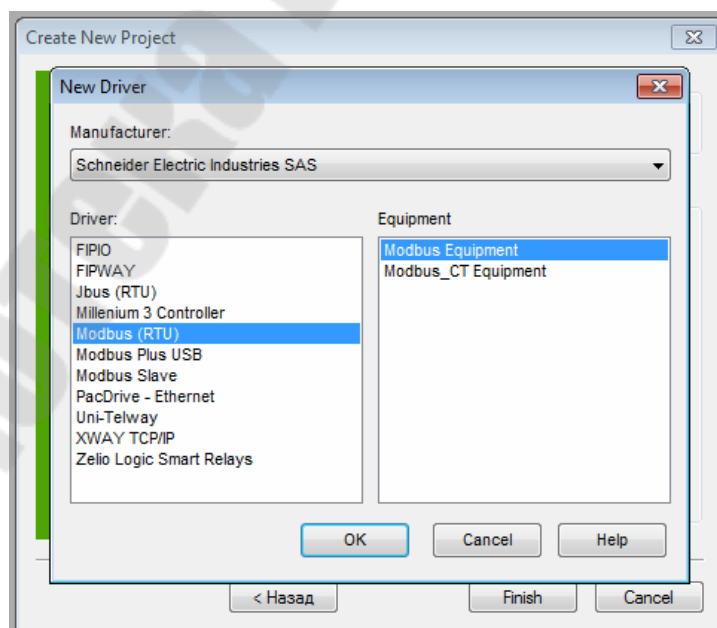 Create New Project
New Driver
Manufacturer:
Schneider Electric Industries SAS
Driver:
FIPIO
FIPWAY
Jbus (RTU)
Millenium 3 Controller
Modbus (RTU)
Modbus Plus USB
Modbus Slave
PacDrive - Ethernet
Uni-Telway
XWAY TCP/IP
Zelio Logic Smart Relays
Equipment
Modbus Equipment
Modbus_CT Equipment
OK Cancel Help
< Назад Finish Cancel